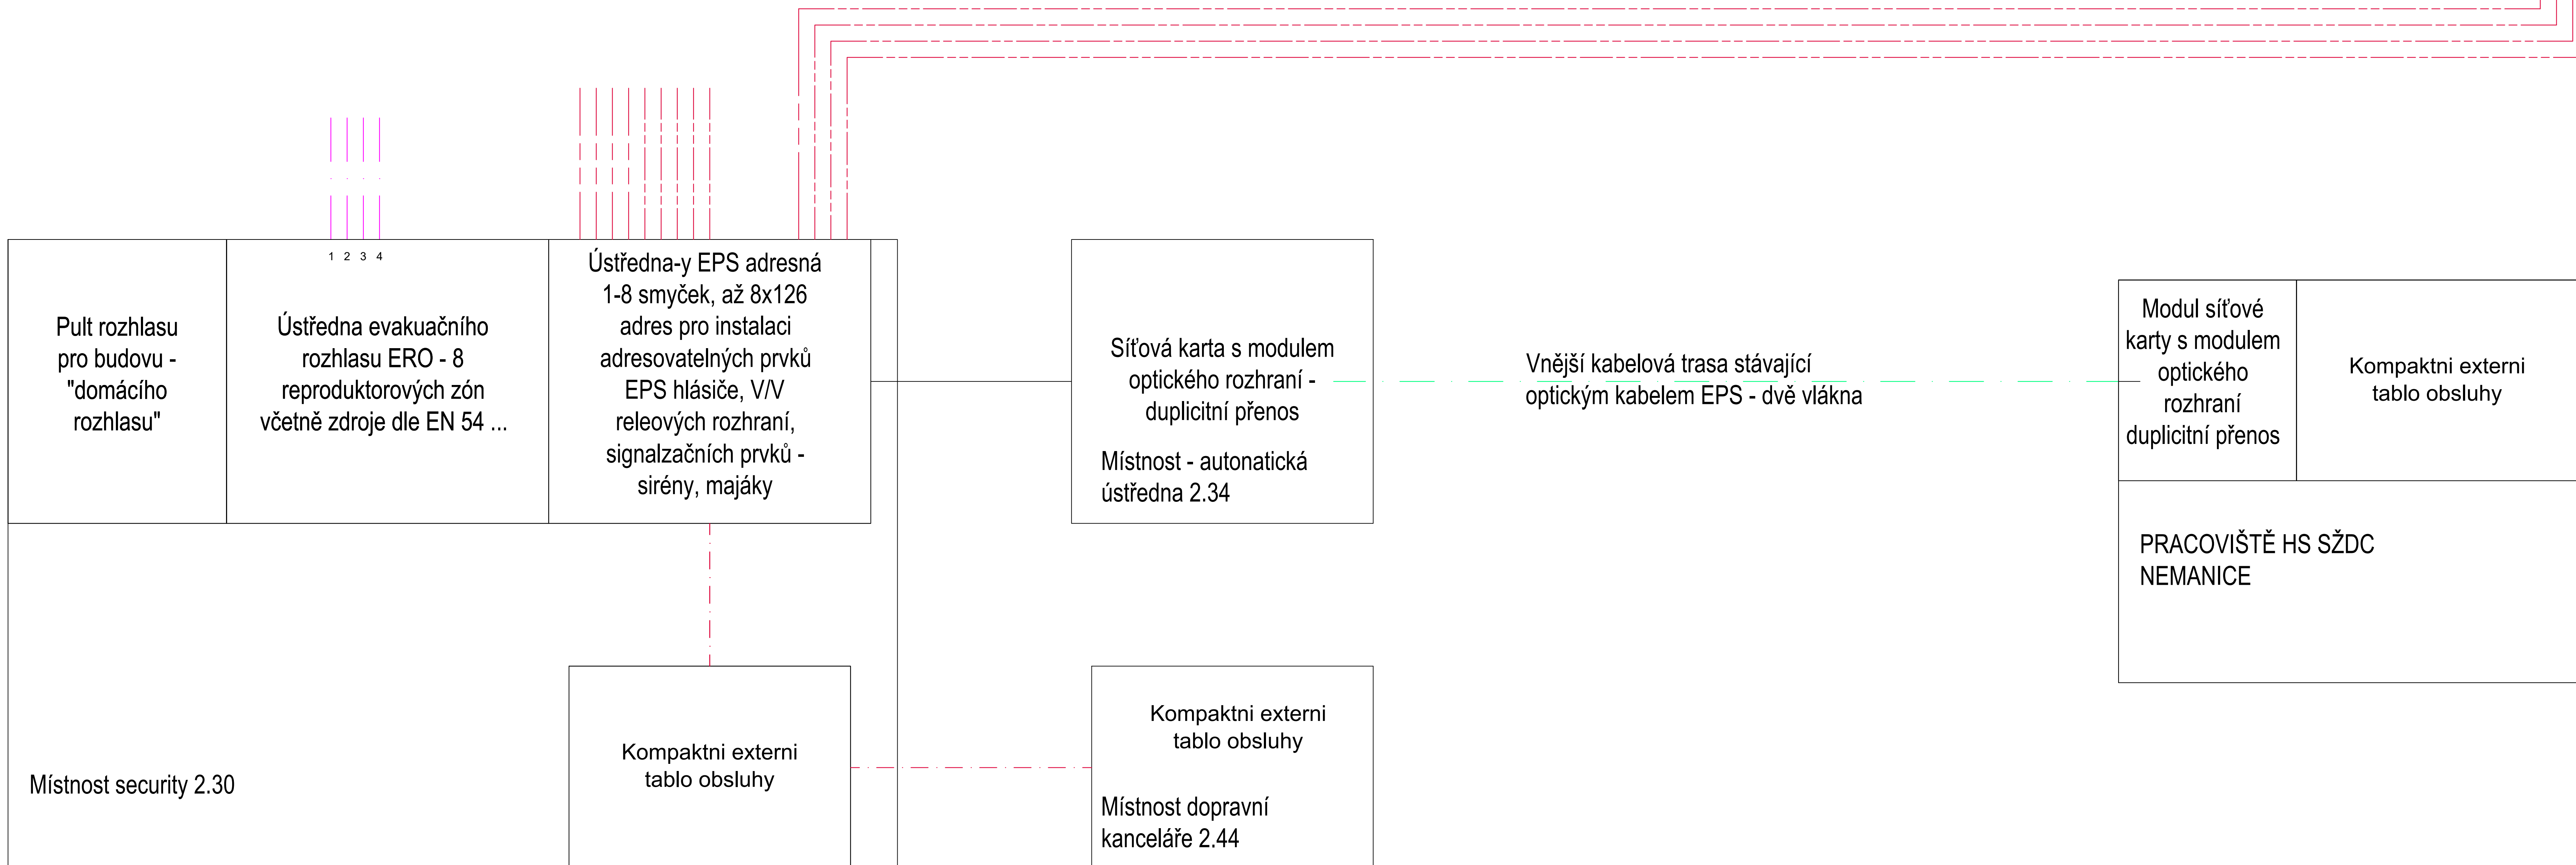 1 2 3 4
Pult rozhlasu
pro budovu -
"domácího
rozhlasu"
Ústředna evakuačního
rozhlasu ERO - 8
reproduktorových zón
včetně zdroje dle EN 54 ...
Ústředna-y EPS adresná
1-8 smyček, až 8x126
adres pro instalaci
adresovatelných prvků
EPS hlásiče, V/V
releových rozhraní,
signalzačních prvků -
sirény, majáky
Síťová karta s modulem
optického rozhraní -
duplicitní přenos
Místnost - autonatická
ústředna 2.34
Vnější kabelová trasa stávající
optickým kabelem EPS - dvě vlákna
Modul síťové
karty s modulem
optického
rozhraní
duplicitní přenos
Kompaktni externi
tablo obsluhy
PRACOVIŠTĚ HS SŽDC
NEMANICE
Místnost security 2.30
Kompaktni externi
tablo obsluhy
Kompaktni externi
tablo obsluhy
Místnost dopravní
kanceláře 2.44